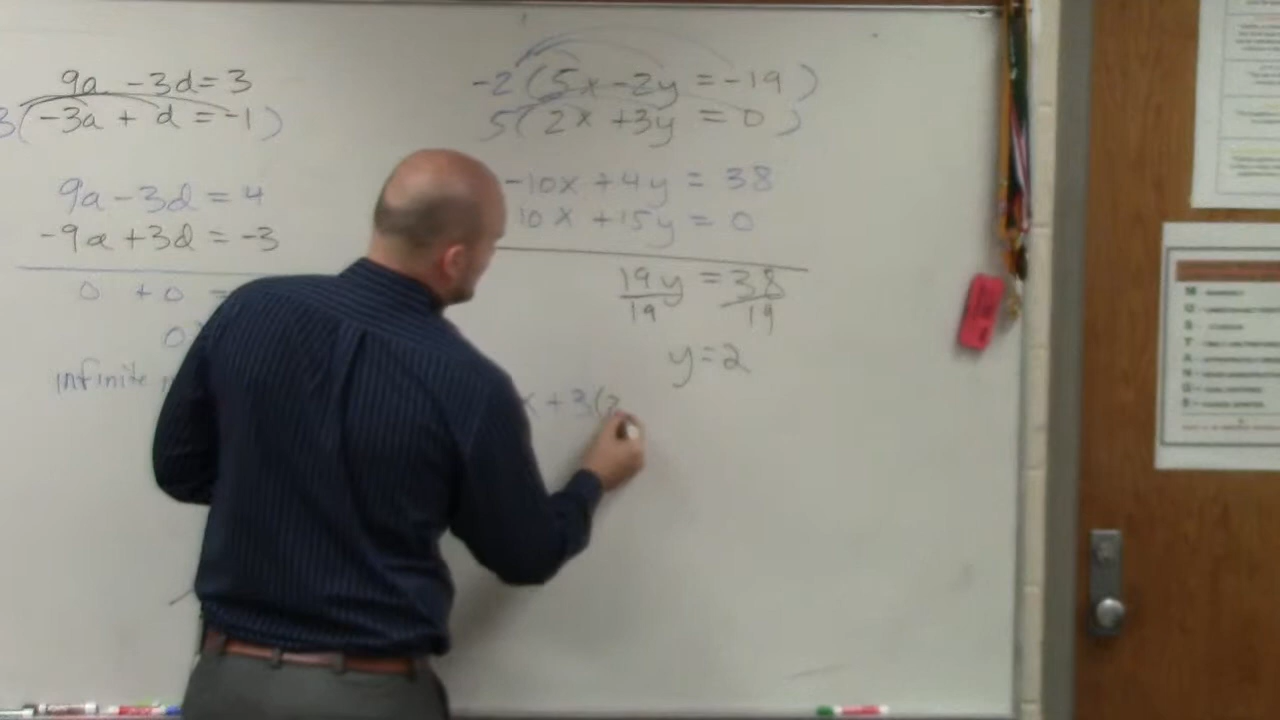 9a - 3d = 3
3(-3a + d = -1)
9a - 3d = 4
-9a + 3d = -3
0 + 0 =
0
infinite
-2(5x - 2y = -19)
5(2x + 3y = 0)
-10x + 4y = 38
10x + 15y = 0
19y = 38
19 19
y = 2
x + 3(2